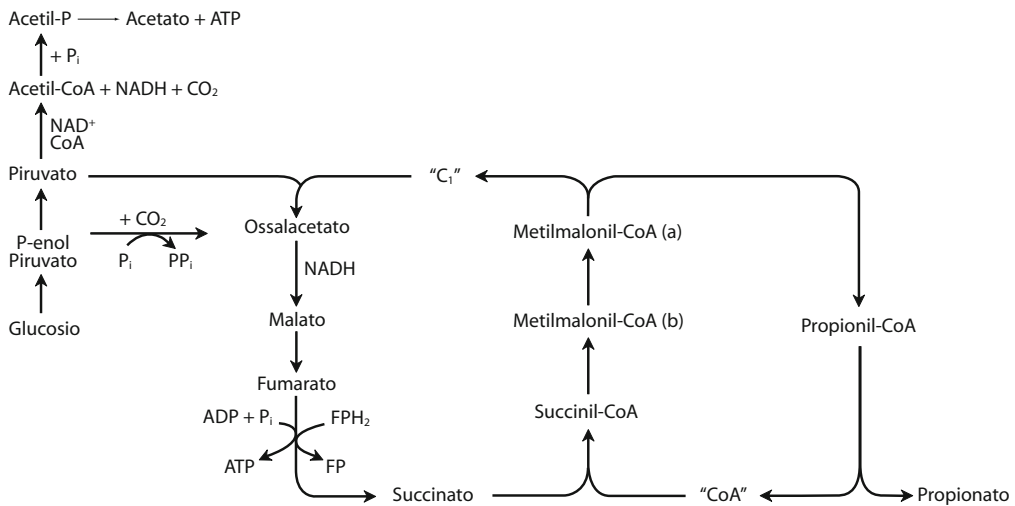 Acetil-P Acetato + ATP
+ Pᵢ
Acetil-CoA + NADH + CO₂
NAD⁺
CoA
Piruvato "C₁"
+ CO₂
Ossalacetato Metilmalonil-CoA (a)
P-enol
Piruvato Pᵢ PPᵢ
NADH
Glucosio Malato Metilmalonil-CoA (b) Propionil-CoA
Fumarato
ADP + Pᵢ FPH₂ Succinil-CoA
ATP FP
Succinato "CoA" Propionato